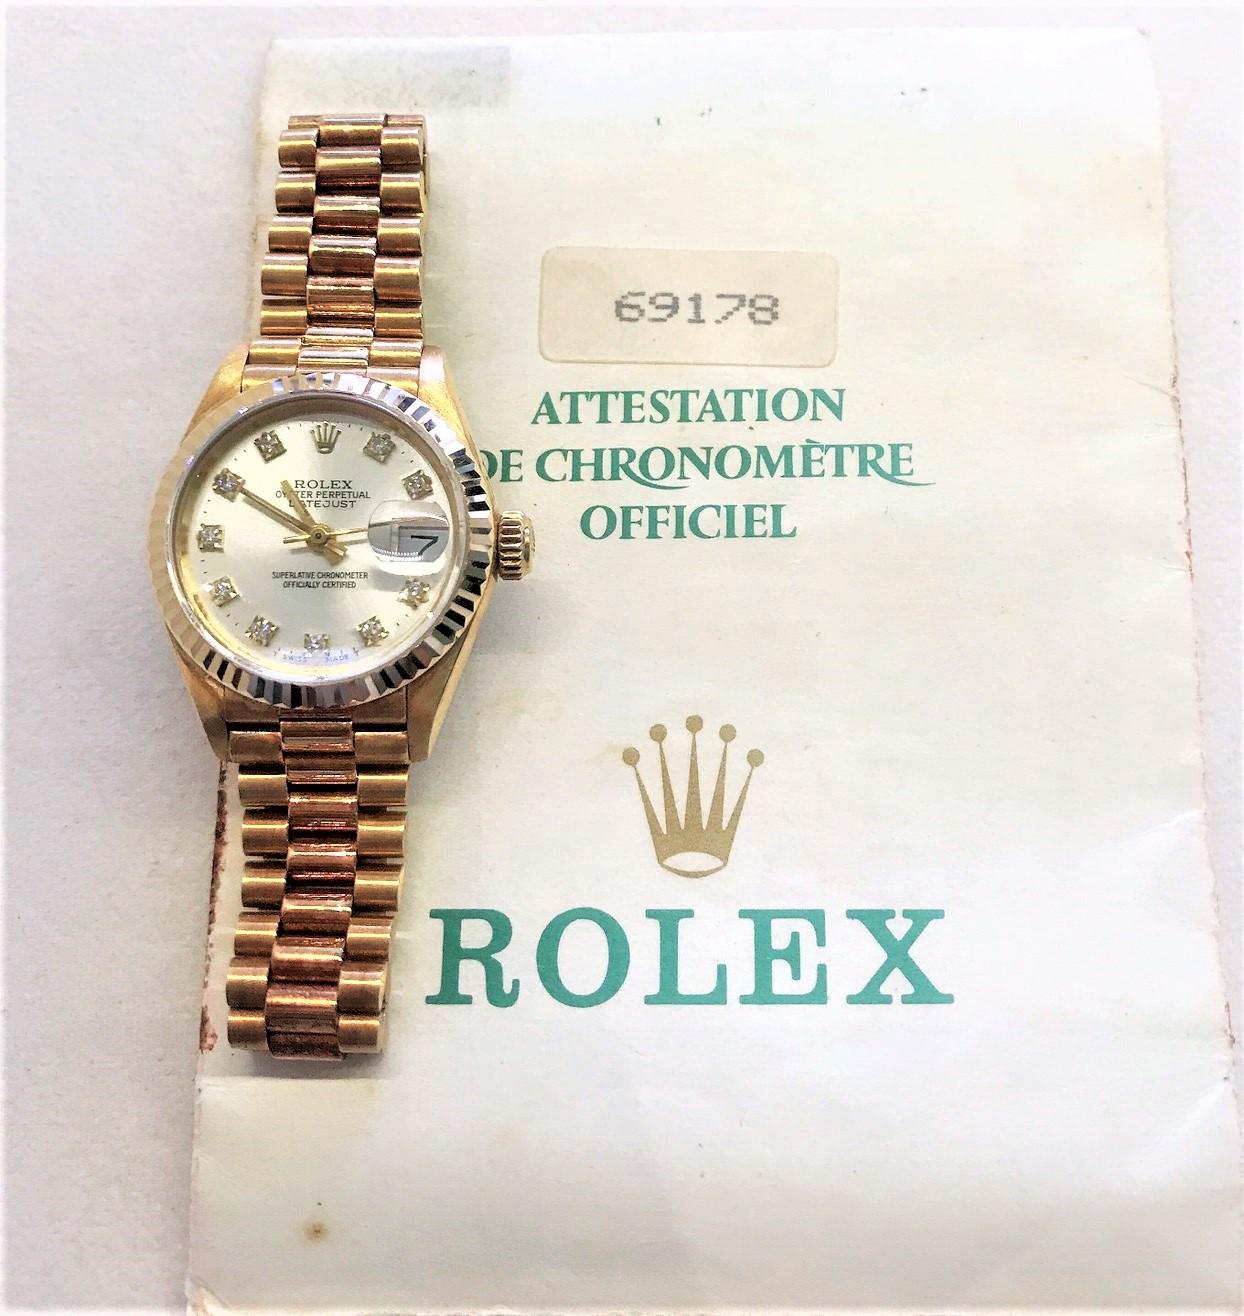 69178
ATTESTATION
DE CHRONOMÈTRE
OFFICIEL
ROLEX
ROLEX
OYSTER PERPETUAL
DATEJUST
7
SUPERLATIVE CHRONOMETER
OFFICIALLY CERTIFIED
T SWISS MADE T